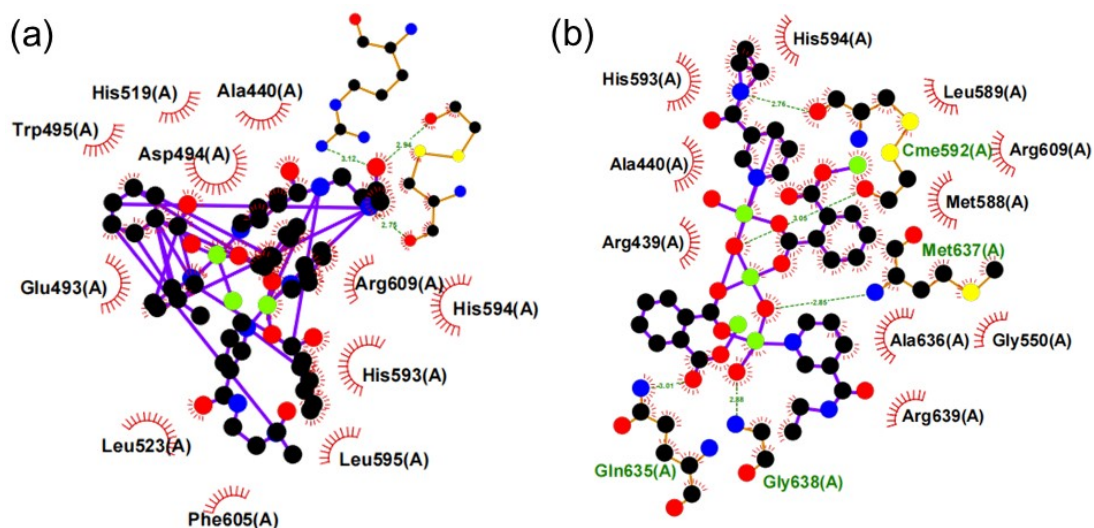 (a)
His519(A)
Ala440(A)
Trp495(A)
Asp494(A)
3.12
2.94
2.75
Glu493(A)
Arg609(A)
His594(A)
His593(A)
Leu523(A)
Leu595(A)
Phe605(A)
(b)
His594(A)
His593(A)
Leu589(A)
2.76
Cme592(A)
Arg609(A)
Ala440(A)
Met588(A)
3.05
Arg439(A)
Met637(A)
2.85
Ala636(A)
Gly550(A)
3.01
2.88
Arg639(A)
Gln635(A)
Gly638(A)